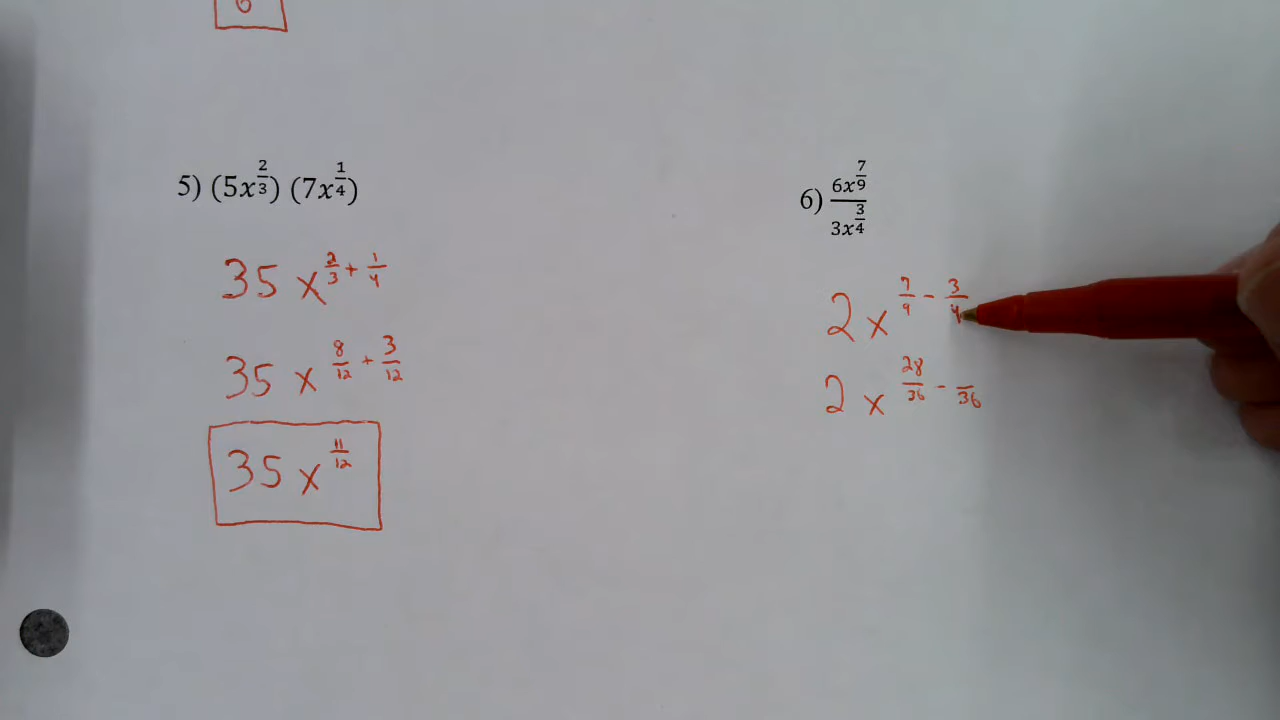 6
5) (5x^(2/3)) (7x^(1/4))
35 x^(2/3 + 1/4)
35 x^(8/12 + 3/12)
35 x^(11/12)
6) 6x^(7/9) / 3x^(3/4)
2 x^(7/9 - 3/4)
2 x^(28/36 - /36)